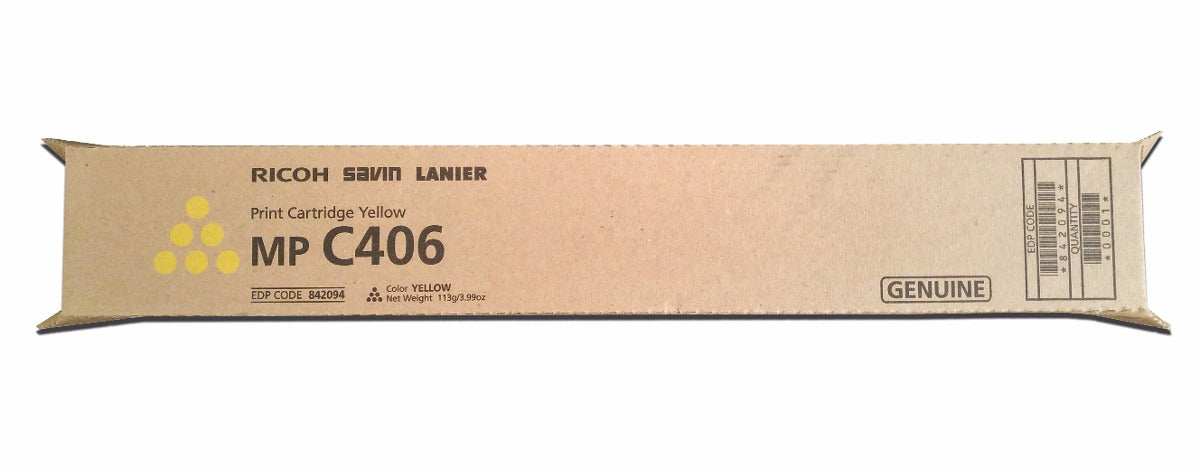 RICOH SAVIN LANIER
Print Cartridge Yellow
MP C406
EDP CODE 842094
Color YELLOW
Net Weight 113g/3.99oz
GENUINE
EDP CODE
*842094*
QUANTITY
*0001*